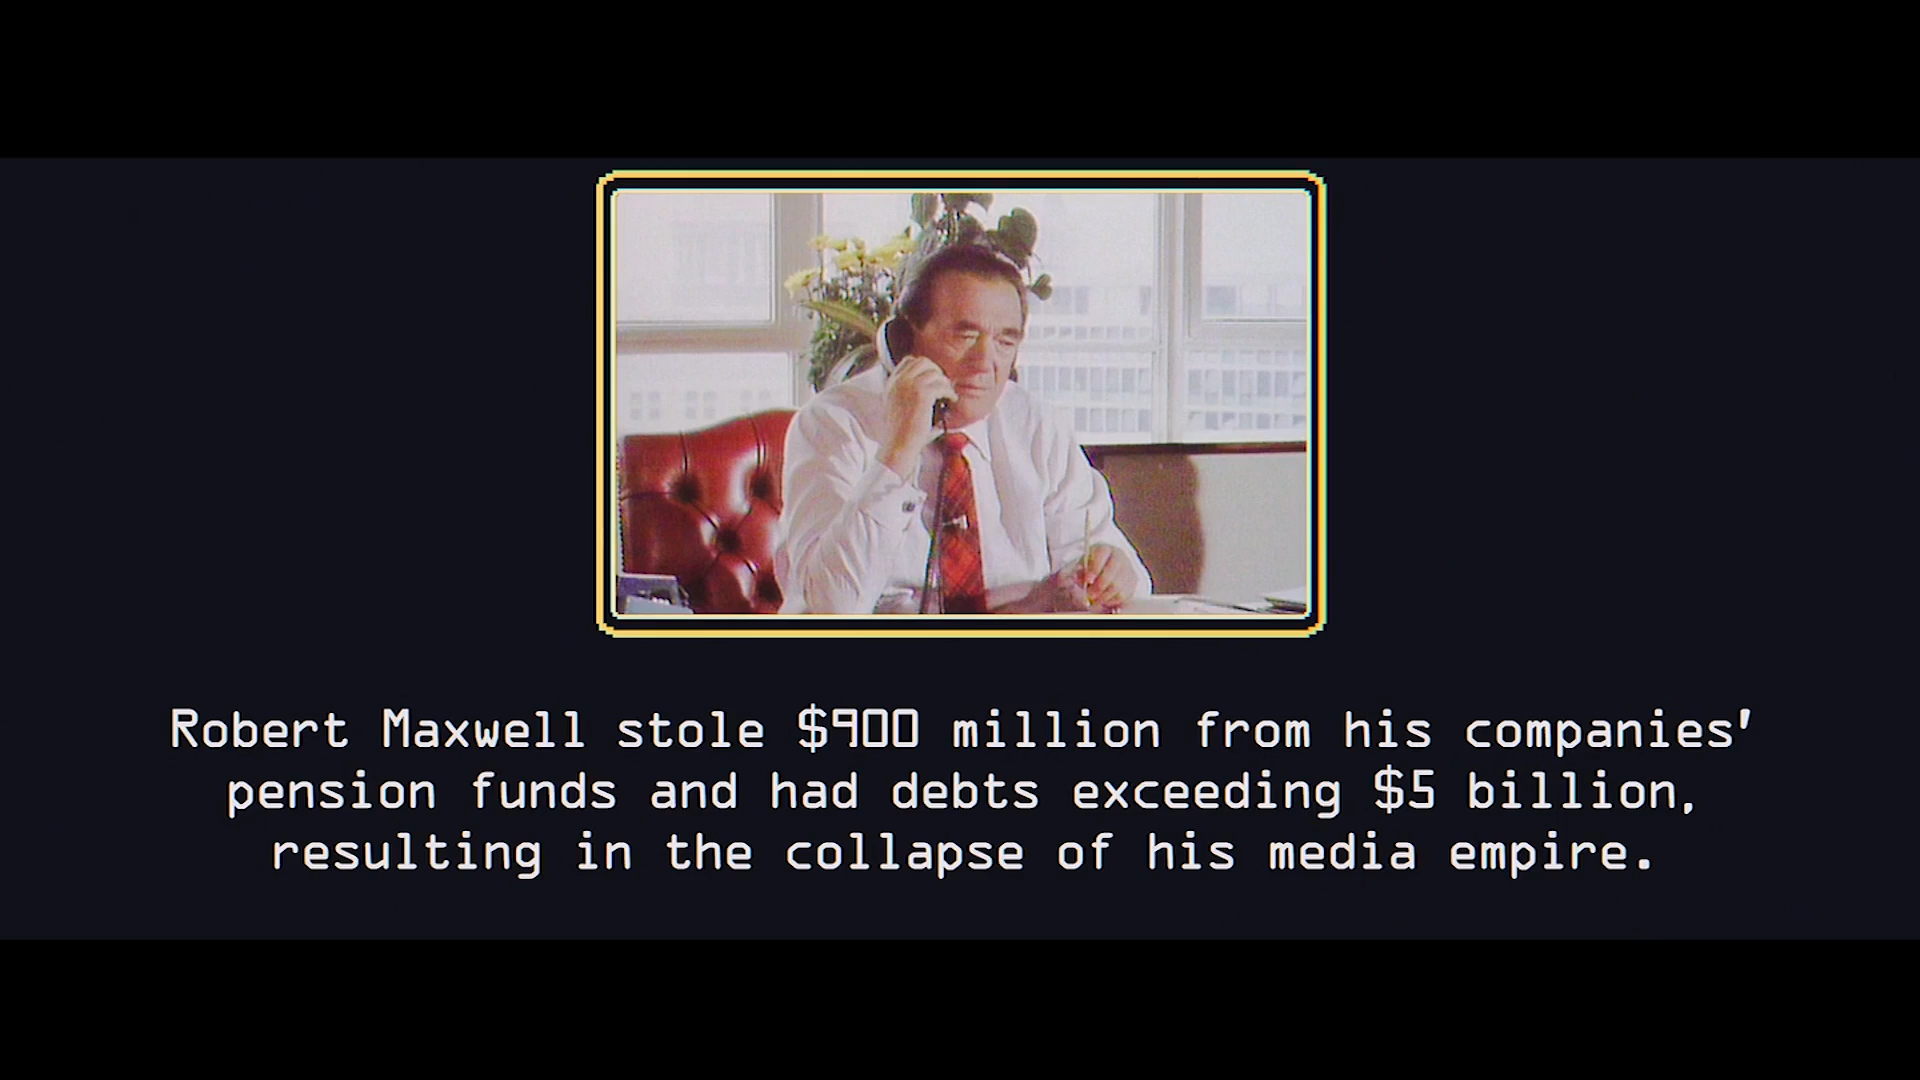 Robert Maxwell stole $900 million from his companies'
pension funds and had debts exceeding $5 billion,
resulting in the collapse of his media empire.